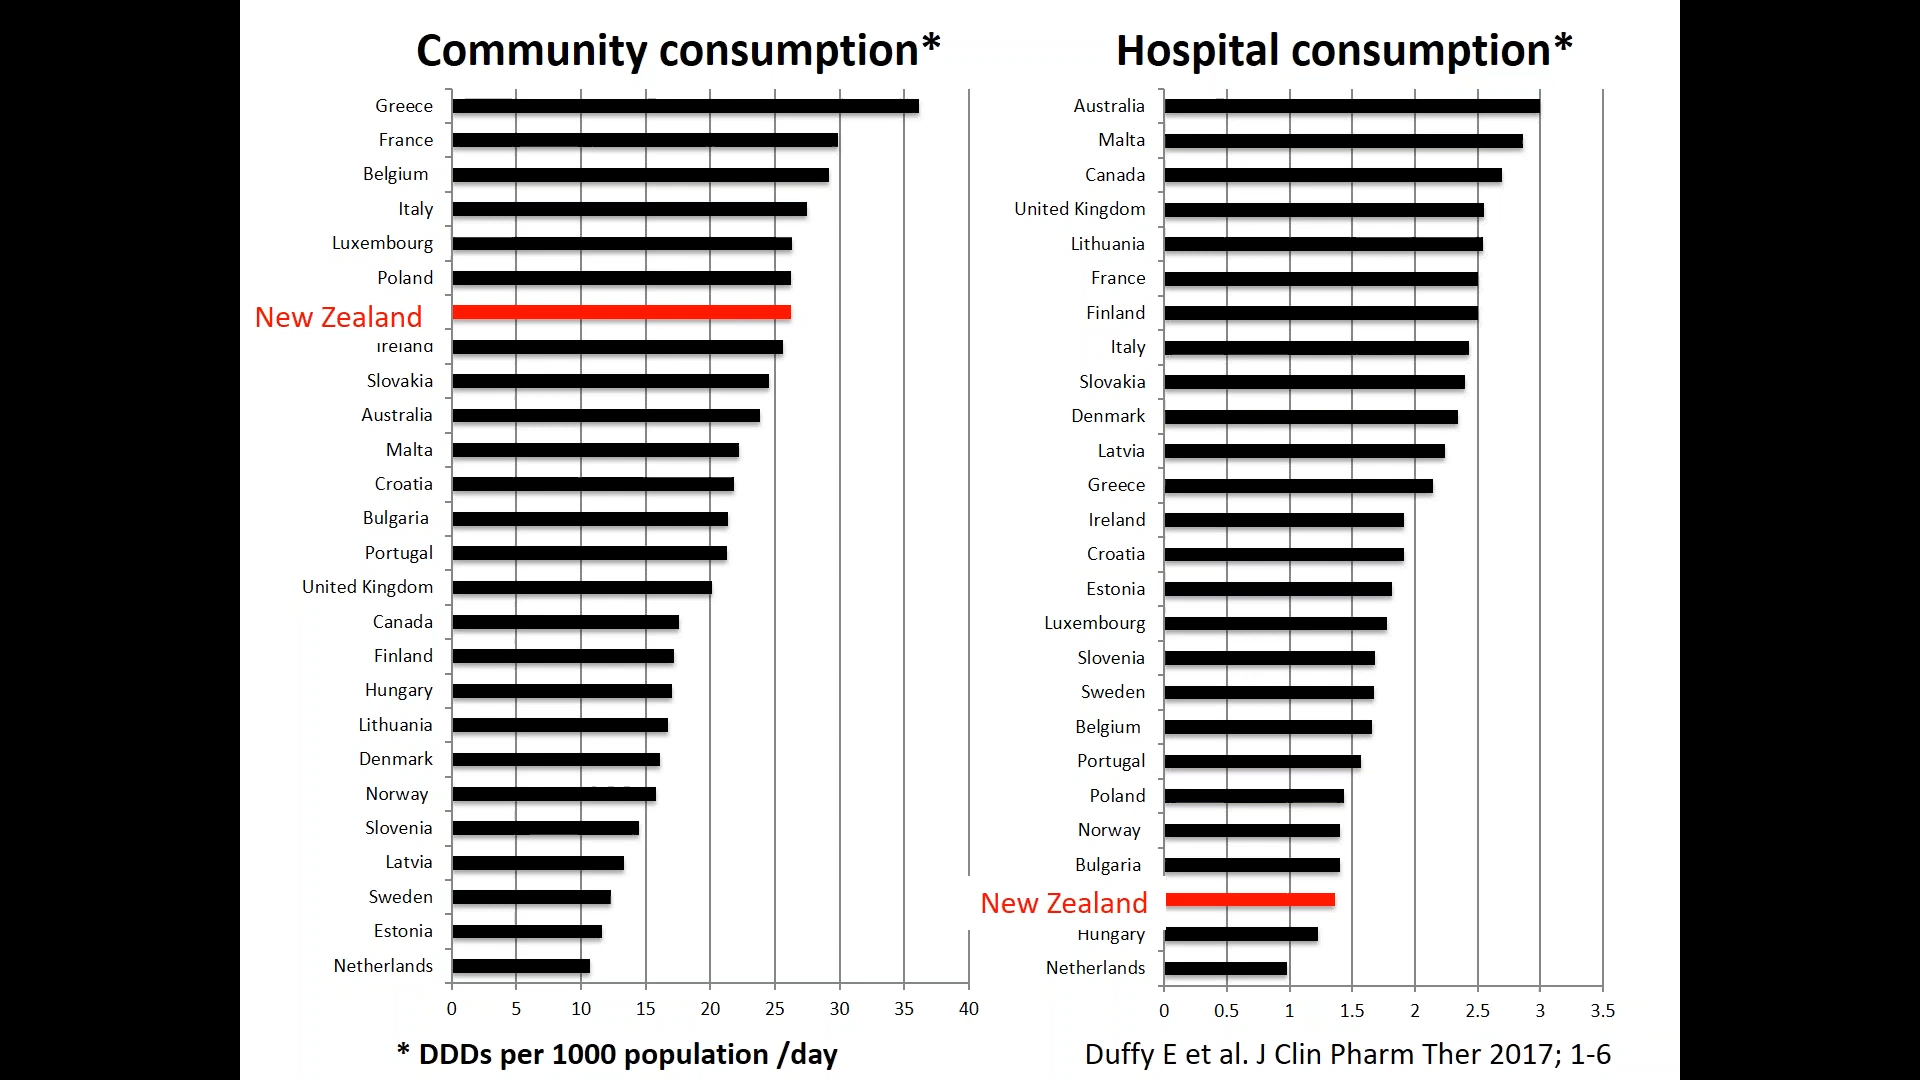 Community consumption*
Greece
France
Belgium
Italy
Luxembourg
Poland
New Zealand
Ireland
Slovakia
Australia
Malta
Croatia
Bulgaria
Portugal
United Kingdom
Canada
Finland
Hungary
Lithuania
Denmark
Norway
Slovenia
Latvia
Sweden
Estonia
Netherlands
0 5 10 15 20 25 30 35 40
* DDDs per 1000 population /day
Hospital consumption*
Australia
Malta
Canada
United Kingdom
Lithuania
France
Finland
Italy
Slovakia
Denmark
Latvia
Greece
Ireland
Croatia
Estonia
Luxembourg
Slovenia
Sweden
Belgium
Portugal
Poland
Norway
Bulgaria
New Zealand
Hungary
Netherlands
0 0.5 1 1.5 2 2.5 3 3.5
Duffy E et al. J Clin Pharm Ther 2017; 1-6